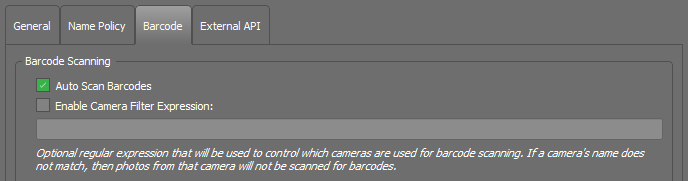 General Name Policy Barcode External API
Barcode Scanning
Auto Scan Barcodes
Enable Camera Filter Expression:
Optional regular expression that will be used to control which cameras are used for barcode scanning. If a camera's name does
not match, then photos from that camera will not be scanned for barcodes.